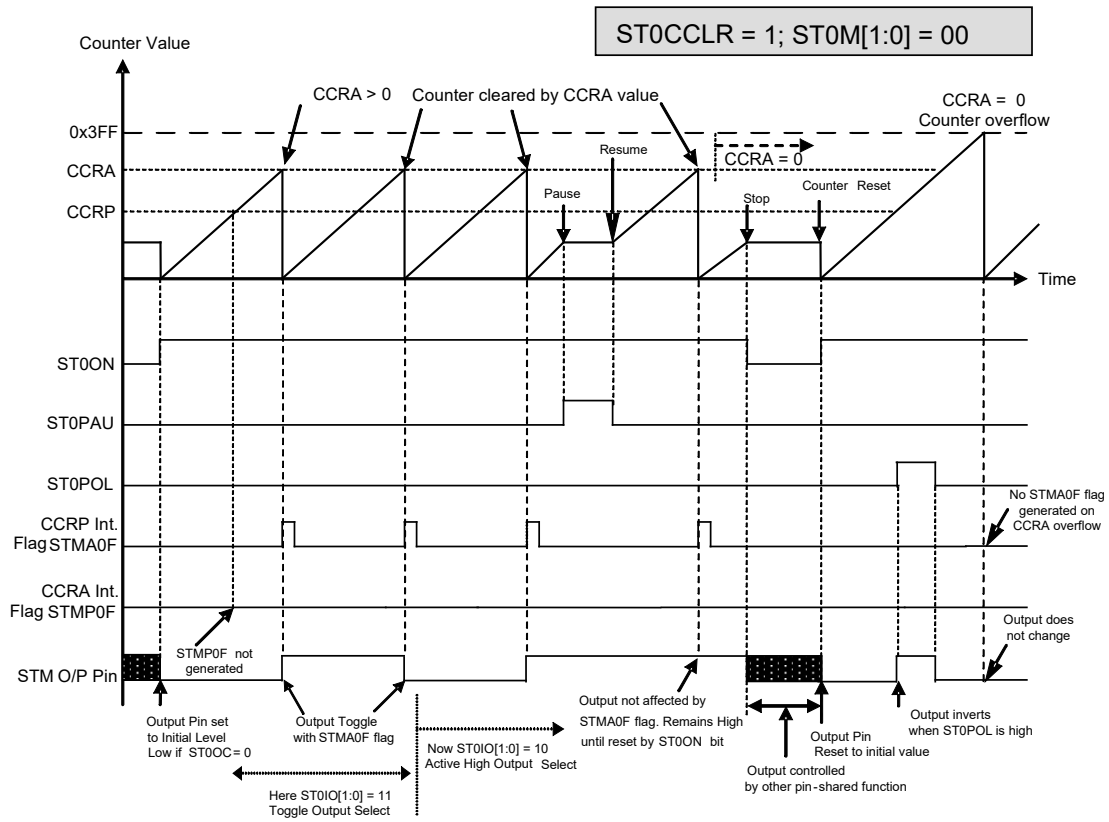 ST0CCLR = 1; ST0M[1:0] = 00
Counter Value
CCRA > 0
Counter cleared by CCRA value
CCRA = 0
Counter overflow
0x3FF
Resume
CCRA = 0
CCRA
Pause
Stop
Counter Reset
CCRP
Time
ST0ON
ST0PAU
ST0POL
No STMA0F flag
generated on
CCRA overflow
CCRP Int.
Flag STMA0F
CCRA Int.
Flag STMP0F
STMP0F not
generated
Output does
not change
STM O/P Pin
Output Pin set
to Initial Level
Low if ST0OC=0
Output Toggle
with STMA0F flag
Output not affected by
STMA0F flag. Remains High
until reset by ST0ON bit
Now ST0IO[1:0] = 10
Active High Output Select
Output Pin
Reset to initial value
Output inverts
when ST0POL is high
Output controlled
by other pin-shared function
Here ST0IO[1:0] = 11
Toggle Output Select